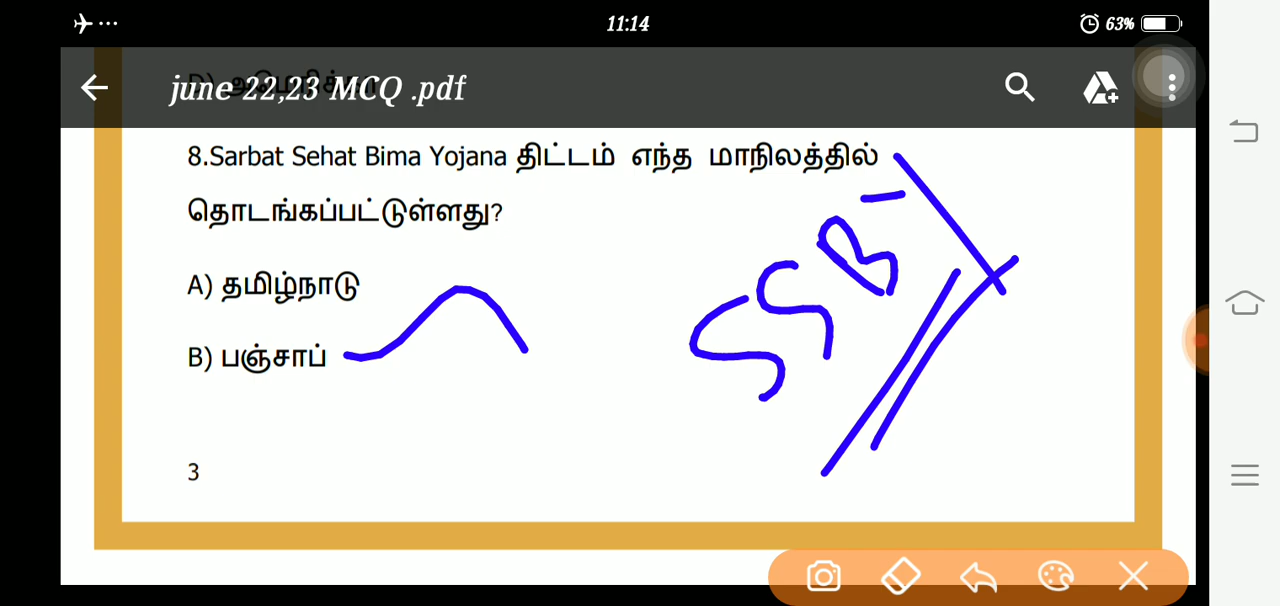 11:14
63%
june 22,23 MCQ .pdf
8.Sarbat Sehat Bima Yojana திட்டம் எந்த மாநிலத்தில்
தொடங்கப்பட்டுள்ளது?
A) தமிழ்நாடு
B) பஞ்சாப்
SSBY
3